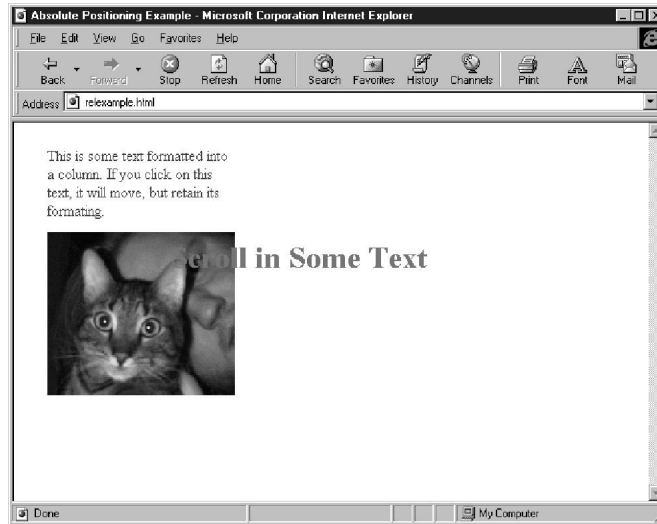 Absolute Positioning Example - Microsoft Corporation Internet Explorer
File Edit View Go Favorites Help
Back Forward Stop Refresh Home Search Favorites History Channels Print Font Mail
Address relexample.html
This is some text formatted into
a column. If you click on this
text, it will move, but retain its
formating.
Scroll in Some Text
Done My Computer